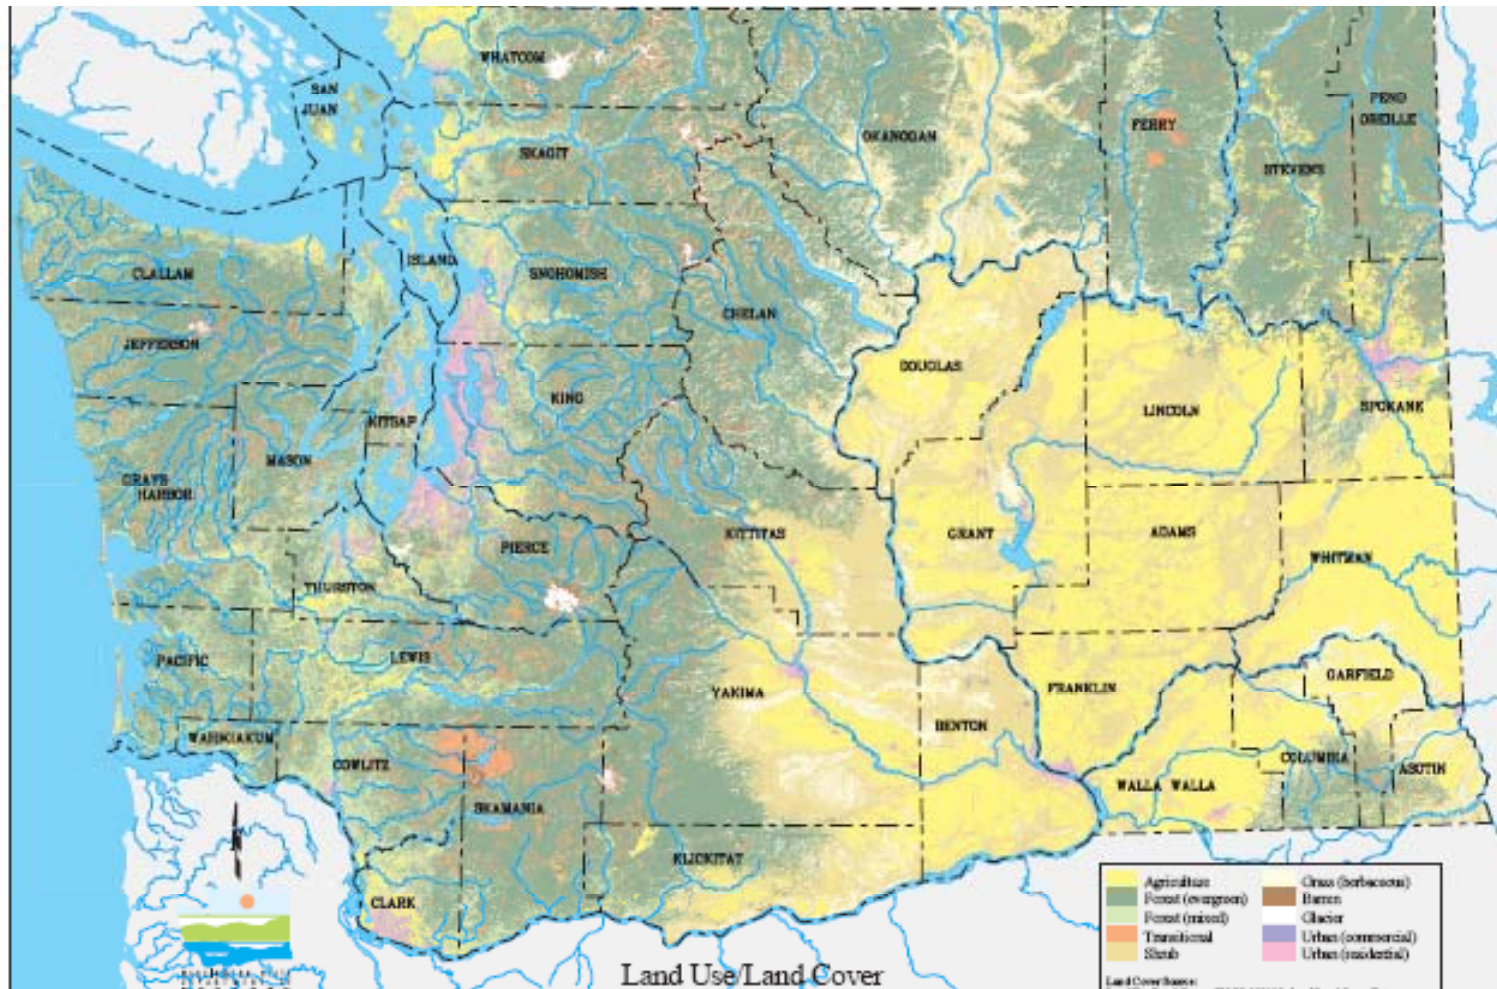 WHATCOM
SAN
JUAN
OKANOGAN
FERRY
PEND
OREILLE
SKAGIT
STEVENS
CLALLAM
ISLAND
SNOHOMISH
CHELAN
JEFFERSON
DOUGLAS
KING
LINCOLN
SPOKANE
KITSAP
MASON
GRAYS
HARBOR
KITTITAS
GRANT
ADAMS
PIERCE
WHITMAN
THURSTON
LEWIS
PACIFIC
YAKIMA
FRANKLIN
GARFIELD
BENTON
WAHKIAKUM
COWLITZ
COLUMBIA
ASOTIN
WALLA WALLA
SKAMANIA
KLICKITAT
CLARK
Agriculture
Forest (evergreen)
Forest (mixed)
Transitional
Shrub
Grass (herbaceous)
Barren
Glacier
Urban (commercial)
Urban (residential)
Land Use/Land Cover
Land Cover Source: